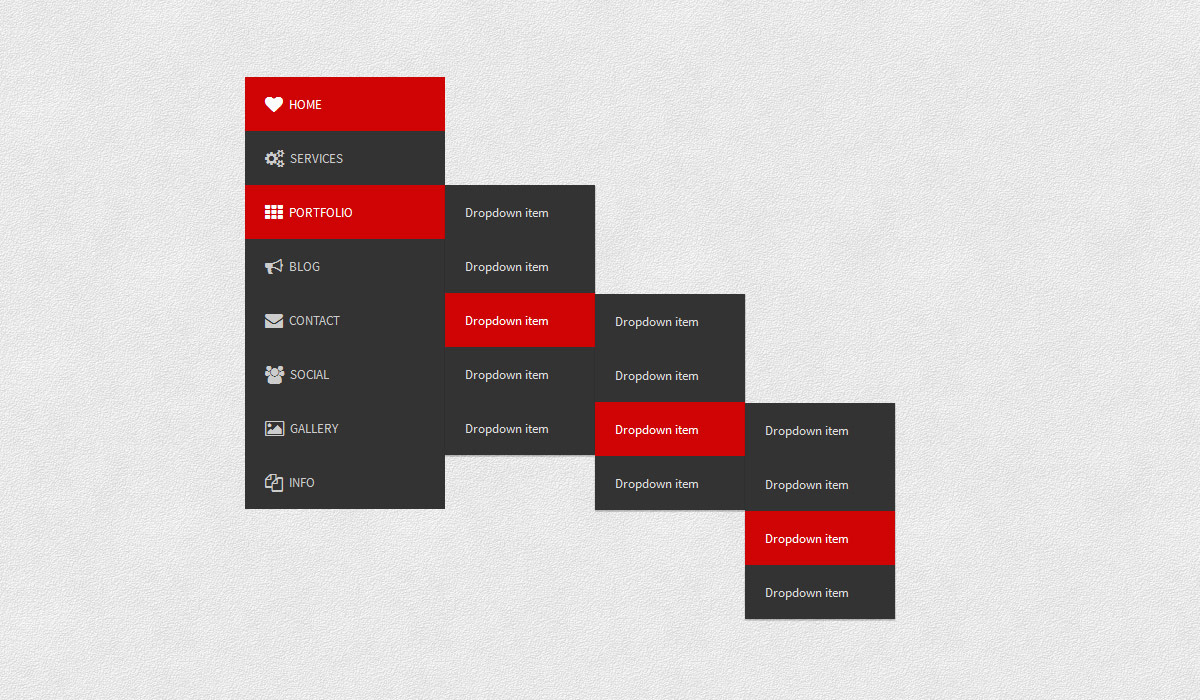 HOME
SERVICES
PORTFOLIO
BLOG
CONTACT
SOCIAL
GALLERY
INFO
Dropdown item
Dropdown item
Dropdown item
Dropdown item
Dropdown item
Dropdown item
Dropdown item
Dropdown item
Dropdown item
Dropdown item
Dropdown item
Dropdown item
Dropdown item